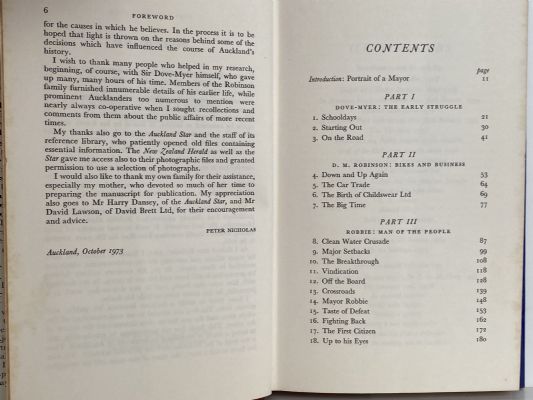 6
FOREWORD
for the causes in which he believes. In the process it is to be
hoped that light is thrown on the reasons behind some of the
decisions which have influenced the course of Auckland's
history.
I wish to thank many people who helped in my research,
beginning, of course, with Sir Dove-Myer himself, who gave
up many, many hours of his time. Members of the Robinson
family furnished innumerable details of his earlier life, while
prominent Aucklanders too numerous to mention were
nearly always co-operative when I sought recollections and
comments from them about the public affairs of more recent
times.
My thanks also go to the Auckland Star and the staff of its
reference library, who patiently opened old files containing
essential information. The New Zealand Herald as well as the
Star gave me access also to their photographic files and granted
permission to use a selection of photographs.
I would also like to thank my own family for their assistance,
especially my mother, who devoted so much of her time to
preparing the manuscript for publication. My appreciation
also goes to Mr Harry Dansey, of the Auckland Star, and Mr
David Lawson, of David Brett Ltd, for their encouragement
and advice.
PETER NICHOLAS
Auckland, October 1973
CONTENTS
page
Introduction: Portrait of a Mayor 11
PART I
DOVE-MYER: THE EARLY STRUGGLE
1. Schooldays 21
2. Starting Out 30
3. On the Road 41
PART II
D. M. ROBINSON: BIKES AND BUSINESS
4. Down and Up Again 53
5. The Car Trade 64
6. The Birth of Childswear Ltd 69
7. The Big Time 77
PART III
ROBBIE: MAN OF THE PEOPLE
8. Clean Water Crusade 87
9. Major Setbacks 99
10. The Breakthrough 108
11. Vindication 118
12. Off the Board 128
13. Crossroads 139
14. Mayor Robbie 148
15. Taste of Defeat 153
16. Fighting Back 162
17. The First Citizen 172
18. Up to his Eyes 180